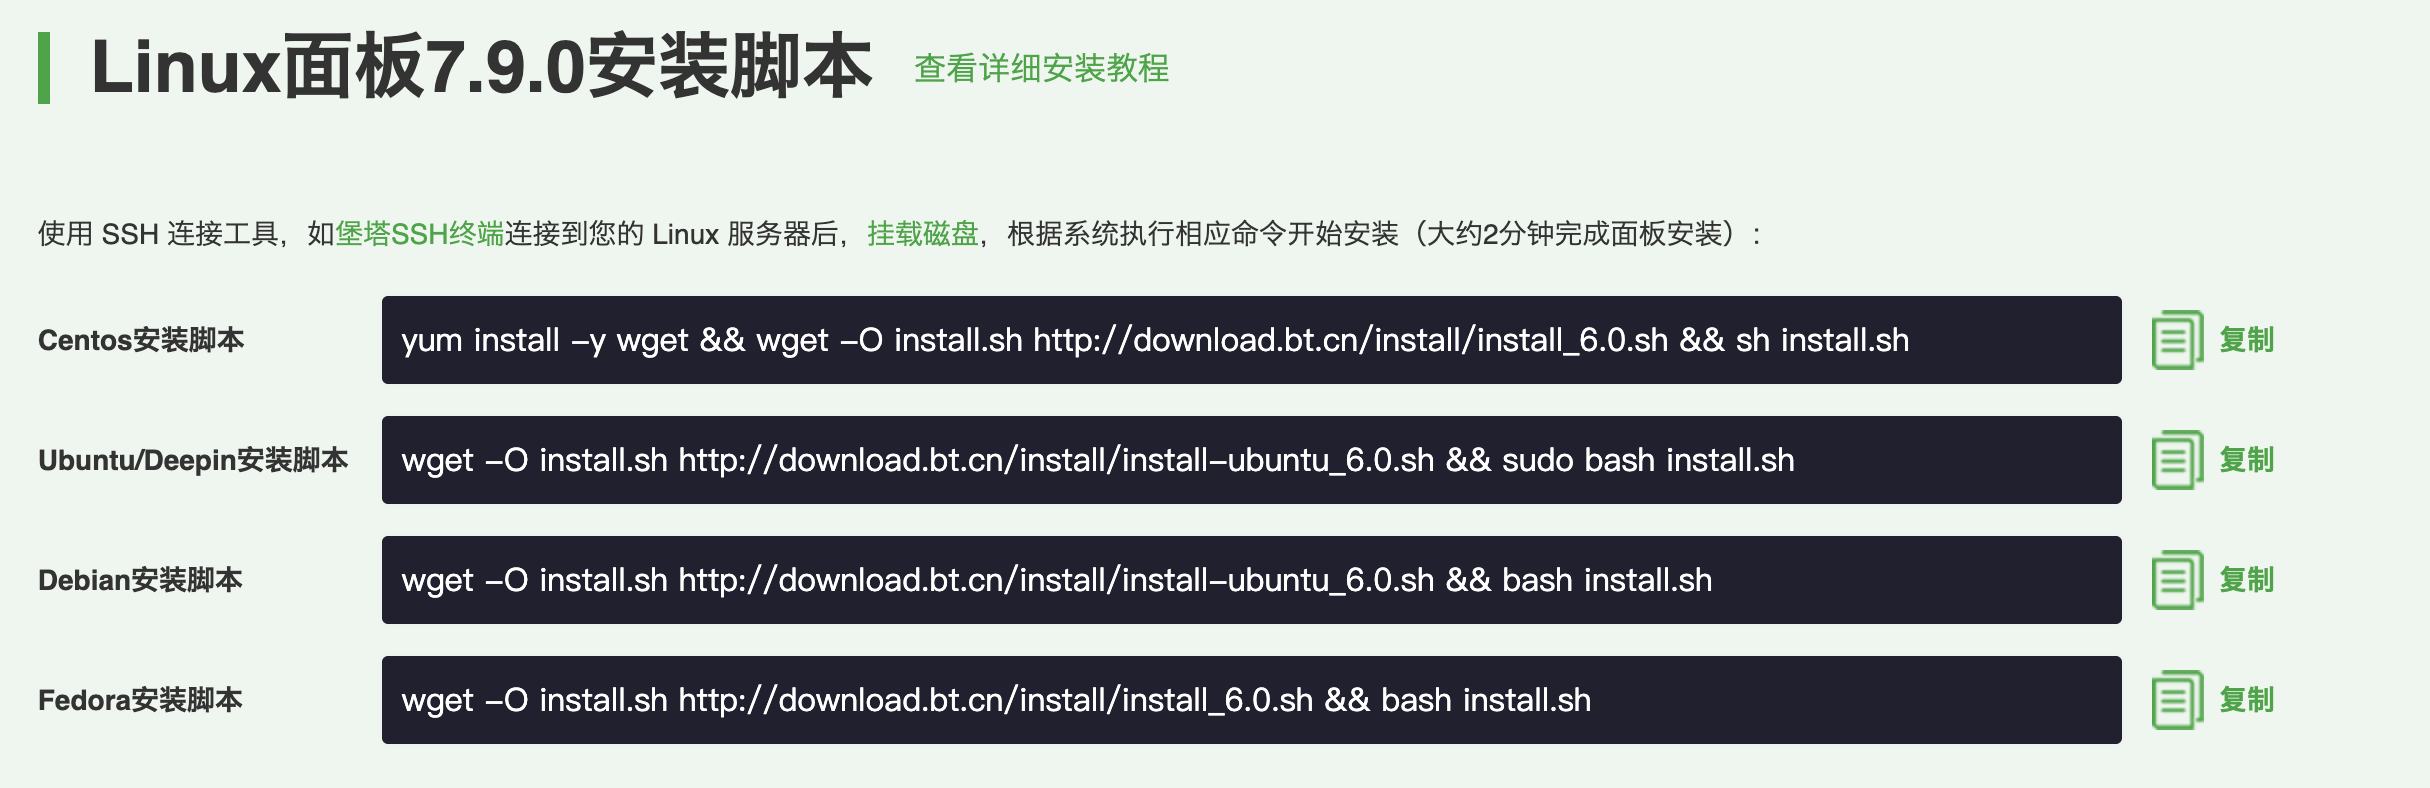 Linux面板7.9.0安装脚本 查看详细安装教程
使用 SSH 连接工具，如堡塔SSH终端连接到您的 Linux 服务器后，挂载磁盘，根据系统执行相应命令开始安装（大约2分钟完成面板安装）：
Centos安装脚本 yum install -y wget && wget -O install.sh http://download.bt.cn/install/install_6.0.sh && sh install.sh 复制
Ubuntu/Deepin安装脚本 wget -O install.sh http://download.bt.cn/install/install-ubuntu_6.0.sh && sudo bash install.sh 复制
Debian安装脚本 wget -O install.sh http://download.bt.cn/install/install-ubuntu_6.0.sh && bash install.sh 复制
Fedora安装脚本 wget -O install.sh http://download.bt.cn/install/install_6.0.sh && bash install.sh 复制